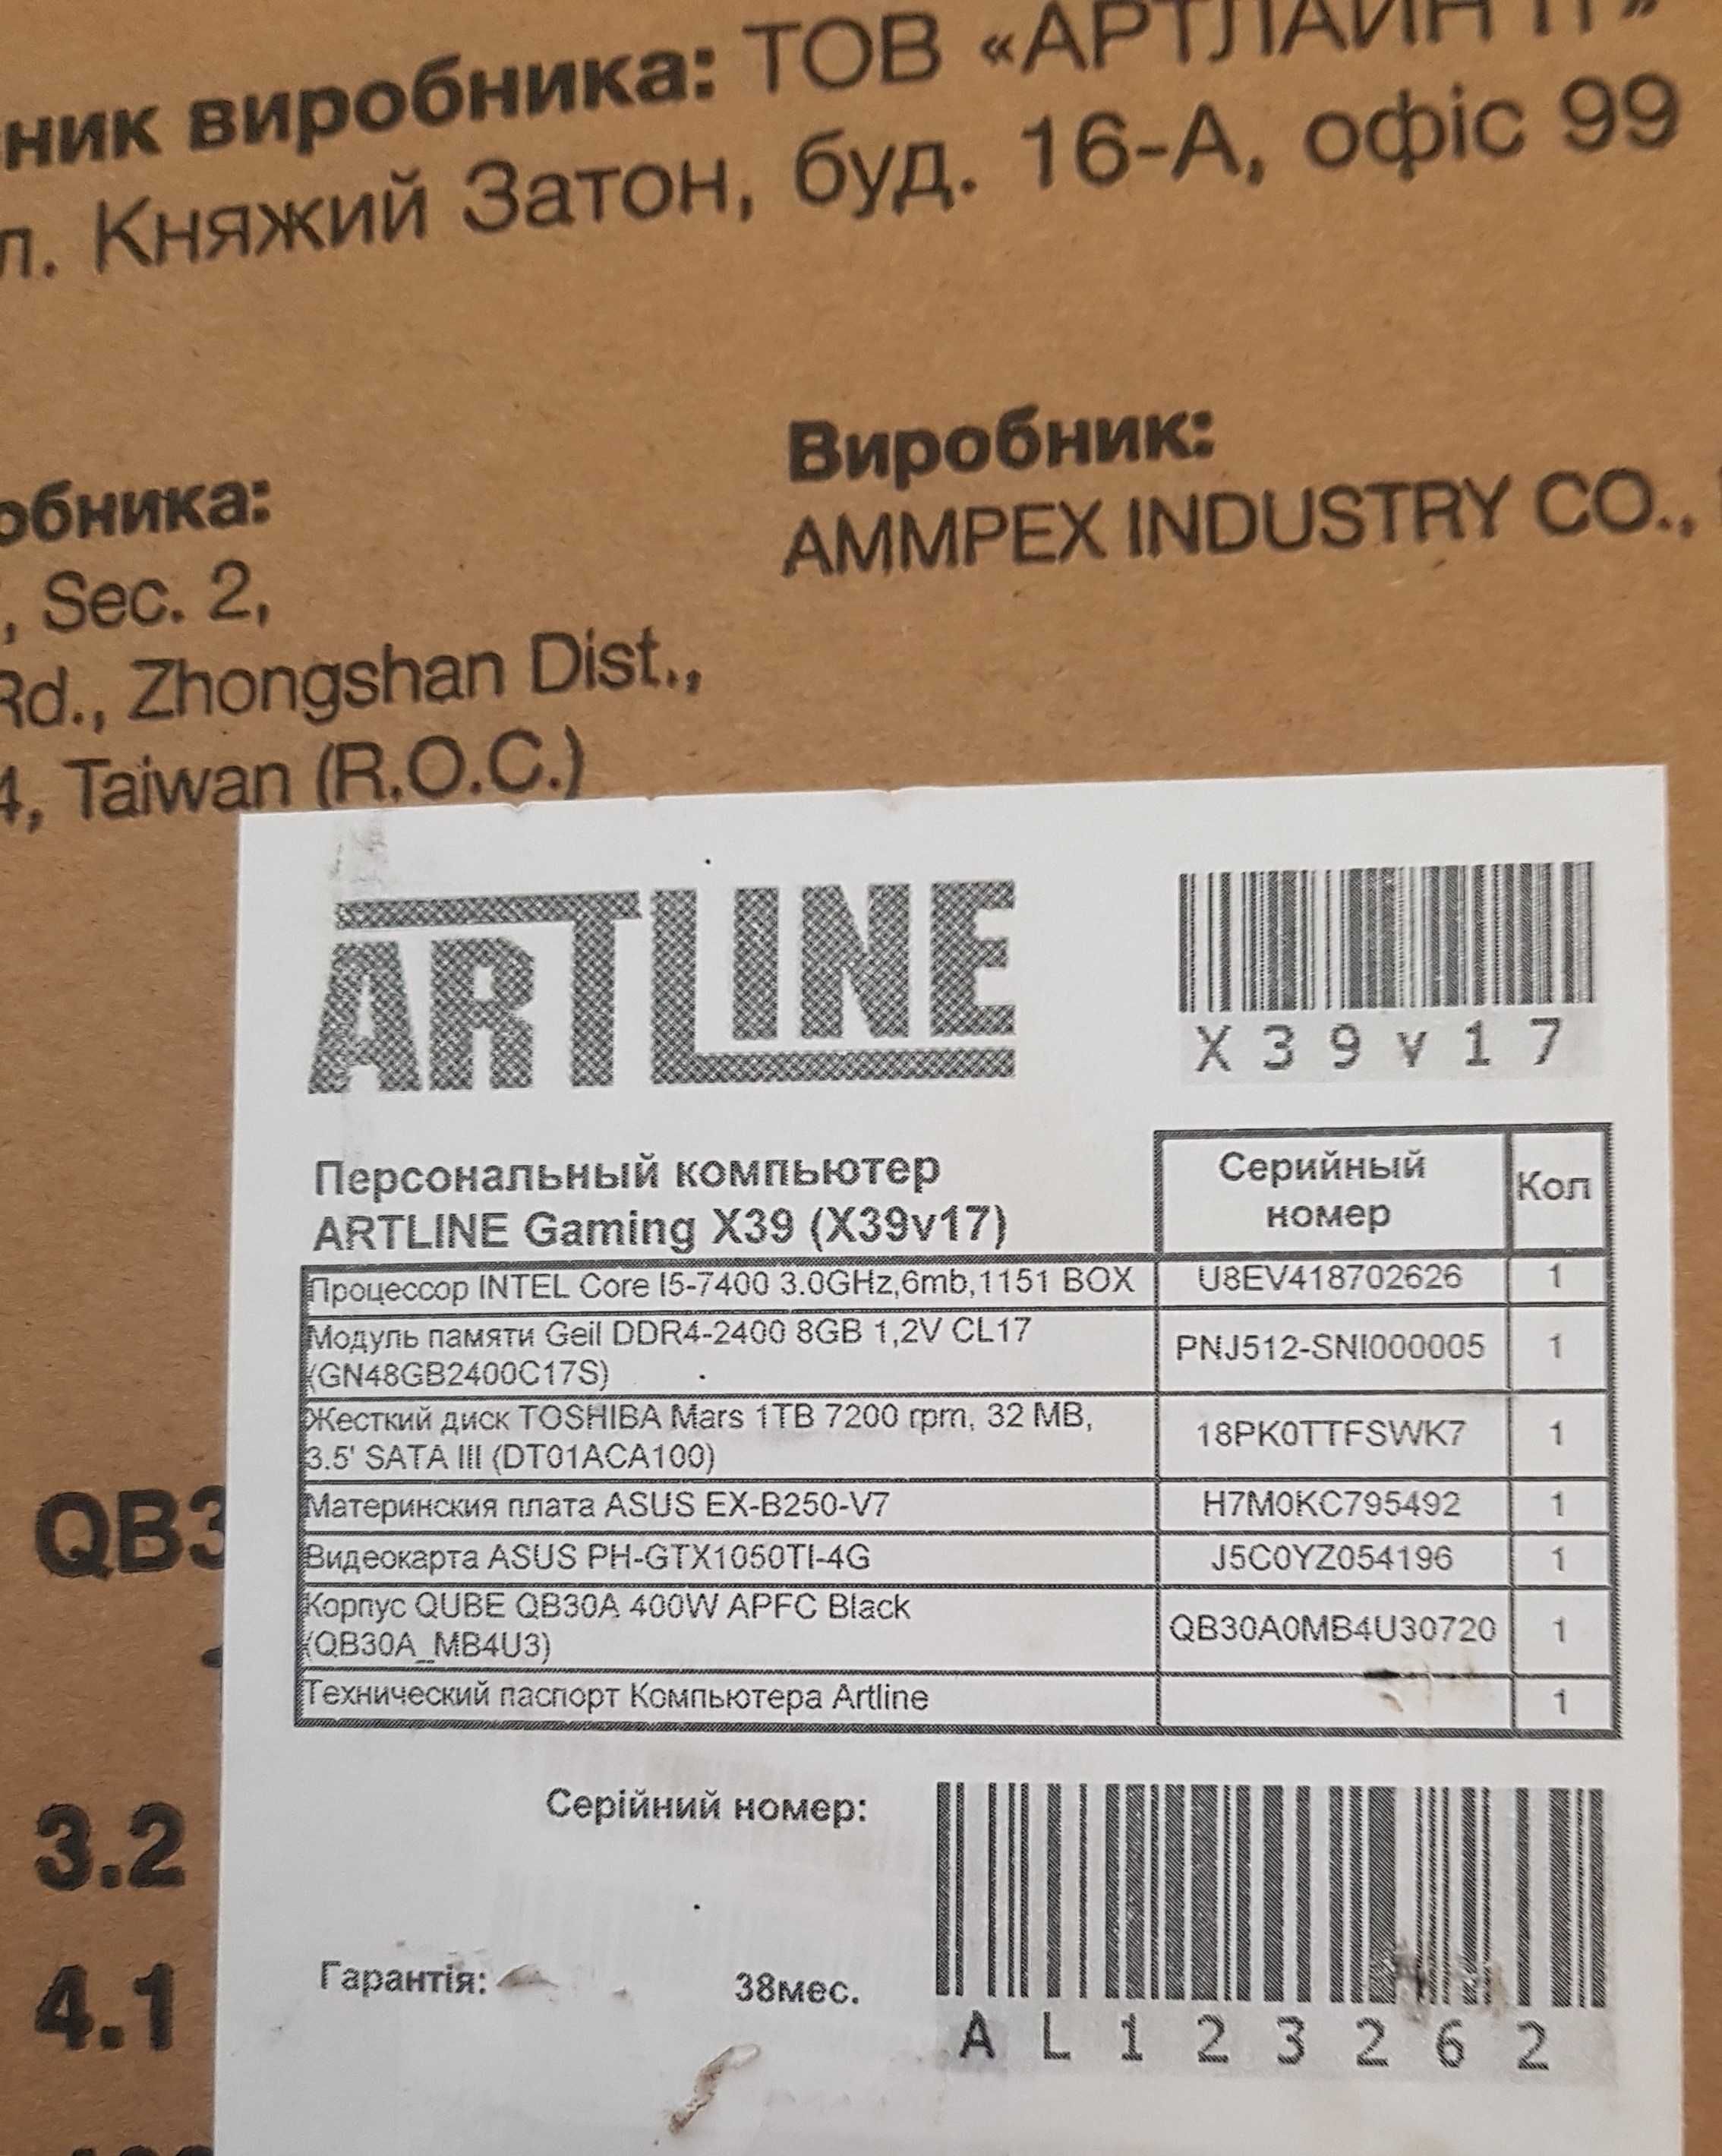 ник виробника: ТОВ «АРТЛАЙН ІТ»
л. Княжий Затон, буд. 16-А, офіс 99
Виробник:
AMMPEX INDUSTRY CO.,
обника:
, Sec. 2,
Rd., Zhongshan Dist.,
4, Taiwan (R.O.C.)
ARTLINE
X39v17
Персональный компьютер
ARTLINE Gaming X39 (X39v17)
Серийный
номер
Кол
Процессор INTEL Core I5-7400 3.0GHz,6mb,1151 BOX U8EV418702626 1
Модуль памяти Geil DDR4-2400 8GB 1,2V CL17
(GN48GB2400C17S) PNJ512-SNI000005 1
Жесткий диск TOSHIBA Mars 1TB 7200 rpm, 32 MB,
3.5' SATA III (DT01ACA100) 18PK0TTFSWK7 1
Материнския плата ASUS EX-B250-V7 H7M0KC795492 1
Видеокарта ASUS PH-GTX1050TI-4G J5C0YZ054196 1
Корпус QUBE QB30A 400W APFC Black
(QB30A_MB4U3) QB30A0MB4U30720 1
Технический паспорт Компьютера Artline 1
QB3
3.2
4.1
Серійний номер:
Гарантія: 38мес.
AL123262